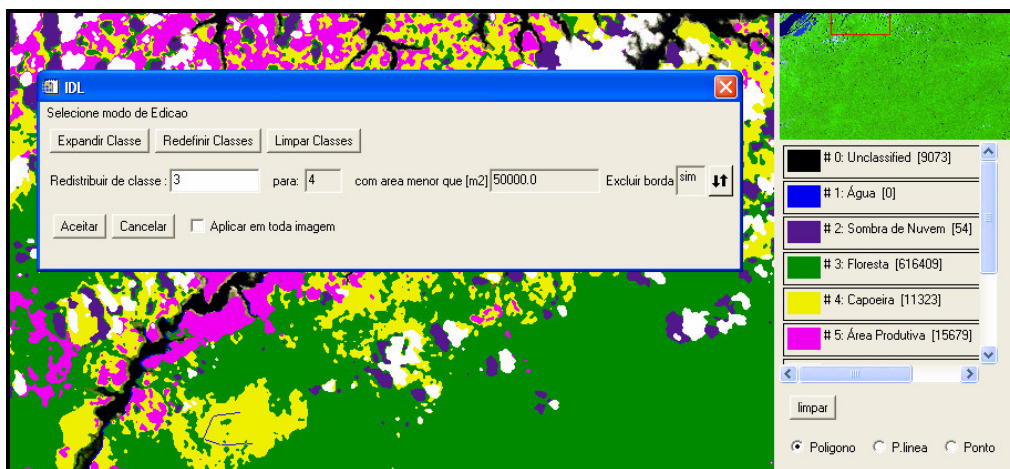 IDL
Selecione modo de Edicao
Expandir Classe Redefinir Classes Limpar Classes
Redistribuir de classe : 3 para: 4 com area menor que [m2] 50000.0 Excluir borda sim
Aceitar Cancelar Aplicar em toda imagem
# 0: Unclassified [9073]
# 1: Água [0]
# 2: Sombra de Nuvem [54]
# 3: Floresta [616409]
# 4: Capoeira [11323]
# 5: Área Produtiva [15679]
limpar
Poligono P.linea Ponto